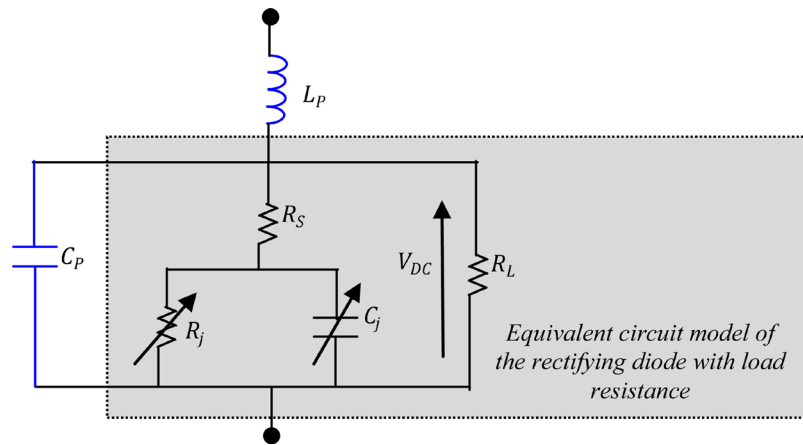 L_P
R_S
C_P
V_DC
R_L
R_j
C_j
Equivalent circuit model of
the rectifying diode with load
resistance